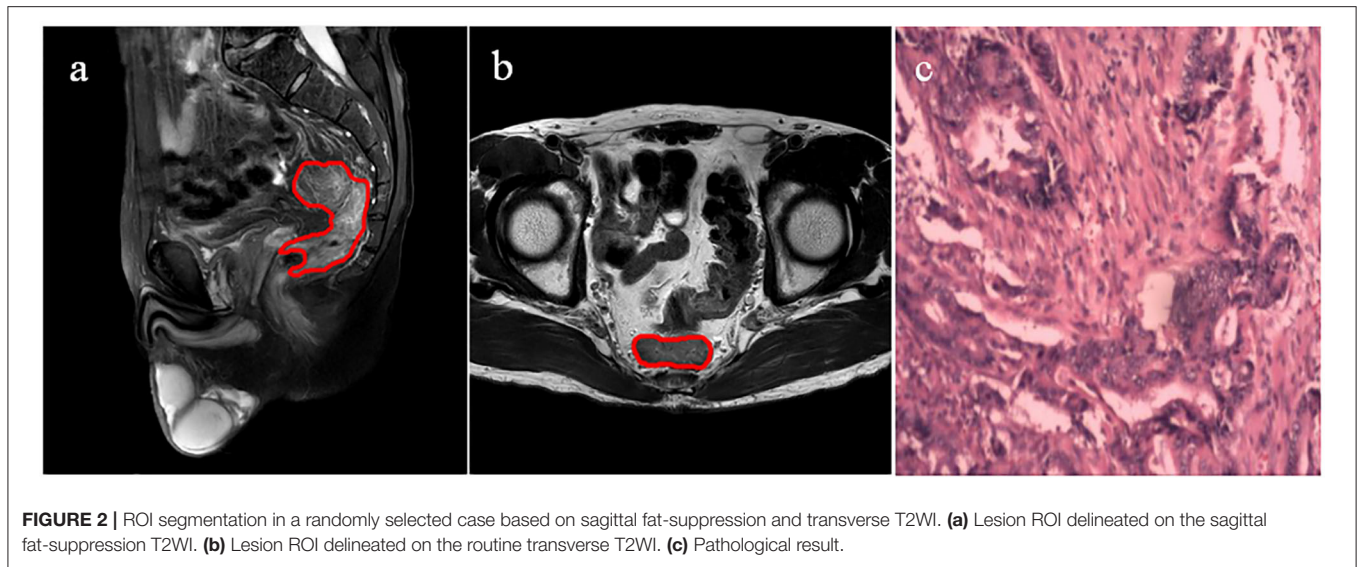 a
b
c
FIGURE 2 | ROI segmentation in a randomly selected case based on sagittal fat-suppression and transverse T2WI. (a) Lesion ROI delineated on the sagittal
fat-suppression T2WI. (b) Lesion ROI delineated on the routine transverse T2WI. (c) Pathological result.